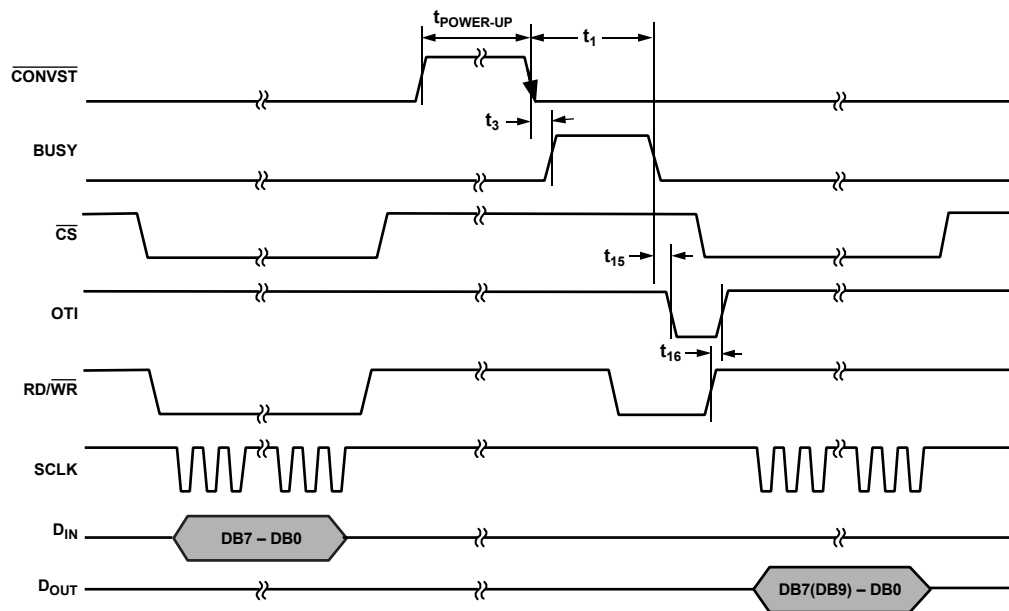 tPOWER-UP
t1
CONVST
t3
BUSY
CS
t15
OTI
t16
RD/WR
SCLK
DIN
DB7 – DB0
DOUT
DB7(DB9) – DB0